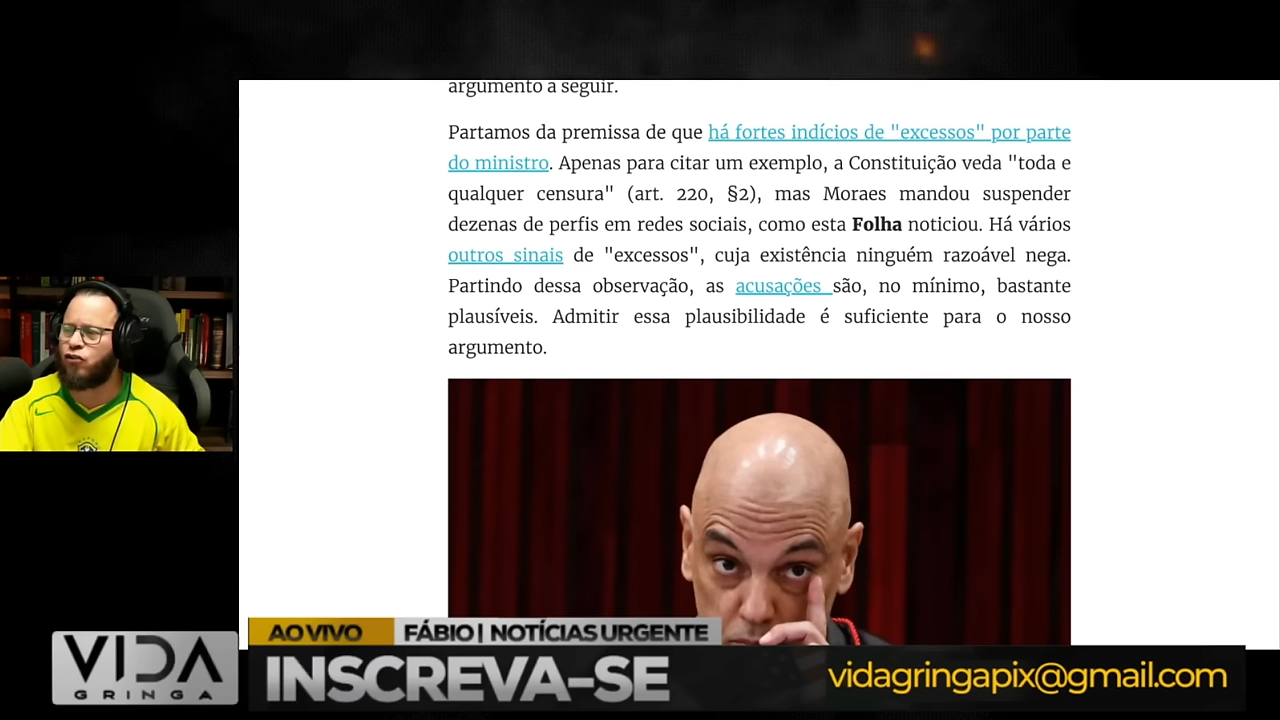 argumento a seguir.
Partamos da premissa de que há fortes indícios de "excessos" por parte
do ministro. Apenas para citar um exemplo, a Constituição veda "toda e
qualquer censura" (art. 220, §2), mas Moraes mandou suspender
dezenas de perfis em redes sociais, como esta Folha noticiou. Há vários
outros sinais de "excessos", cuja existência ninguém razoável nega.
Partindo dessa observação, as acusações são, no mínimo, bastante
plausíveis. Admitir essa plausibilidade é suficiente para o nosso
argumento.
AO VIVO
FÁBIO | NOTÍCIAS URGENTE
VIDA
GRINGA
INSCREVA-SE
vidagringapix@gmail.com